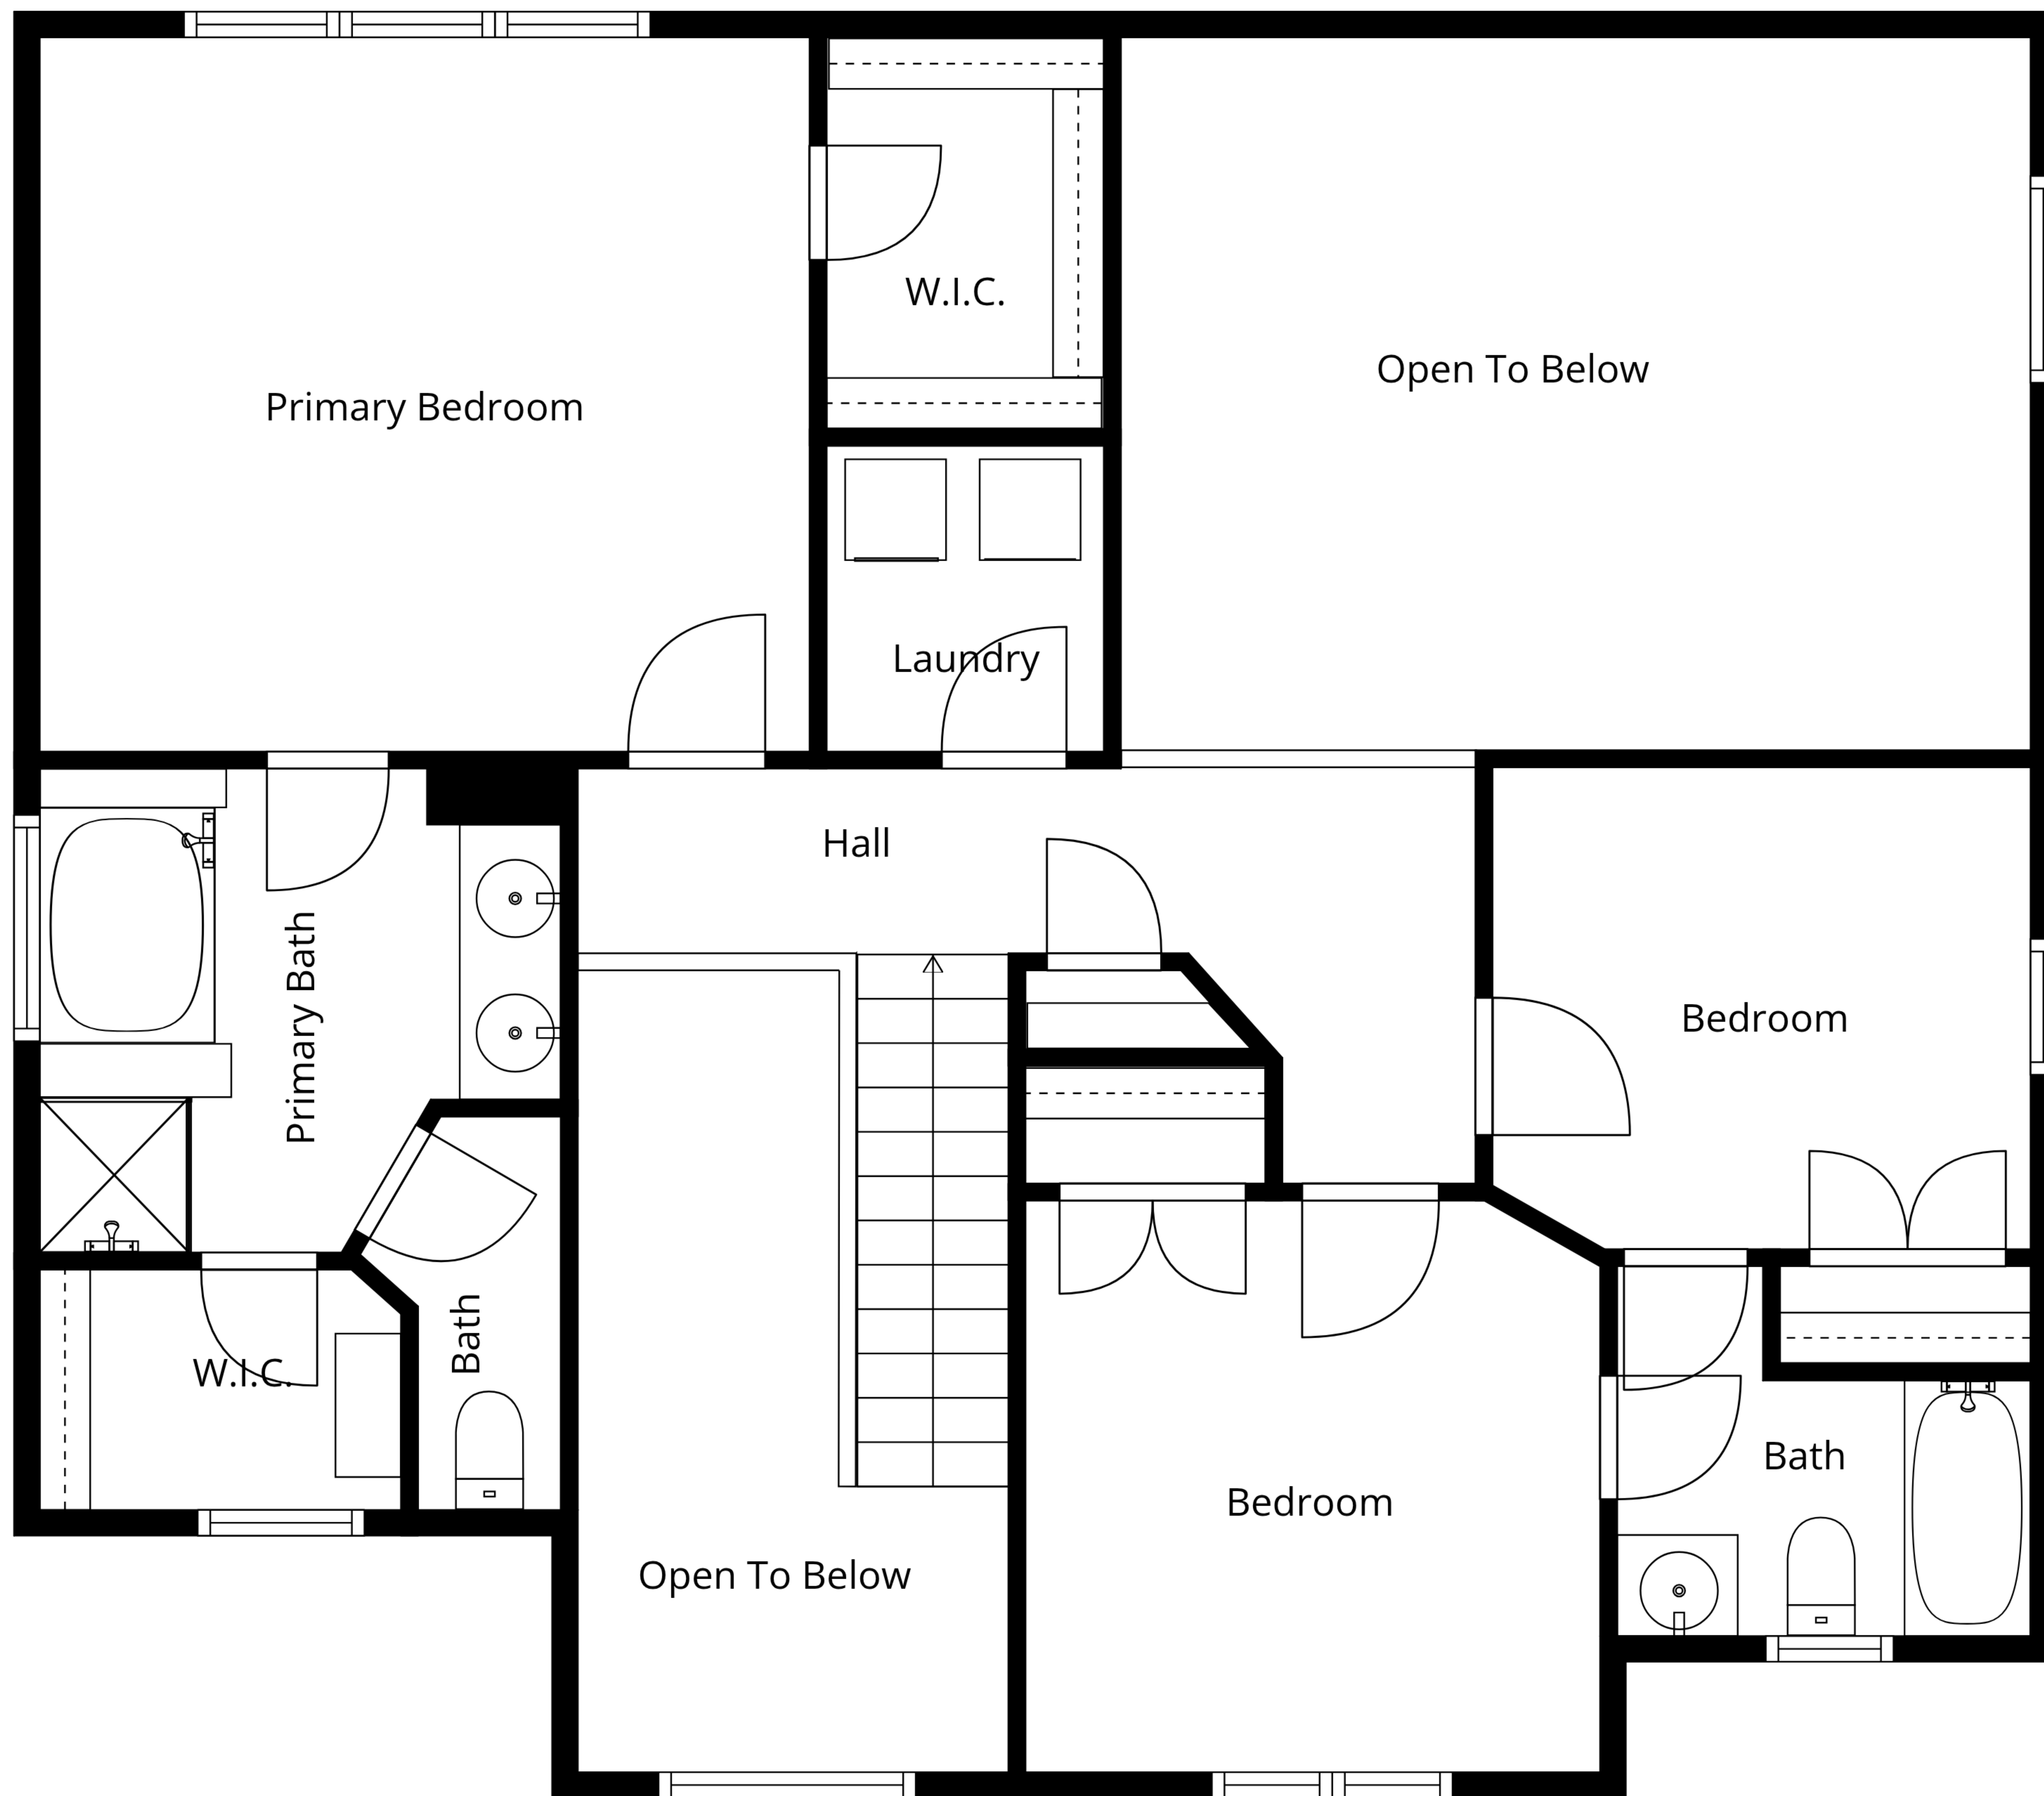 W.I.C.
Open To Below
Primary Bedroom
Laundry
Hall
Primary Bath
Bedroom
Bath
W.I.C.
Bath
Bedroom
Open To Below